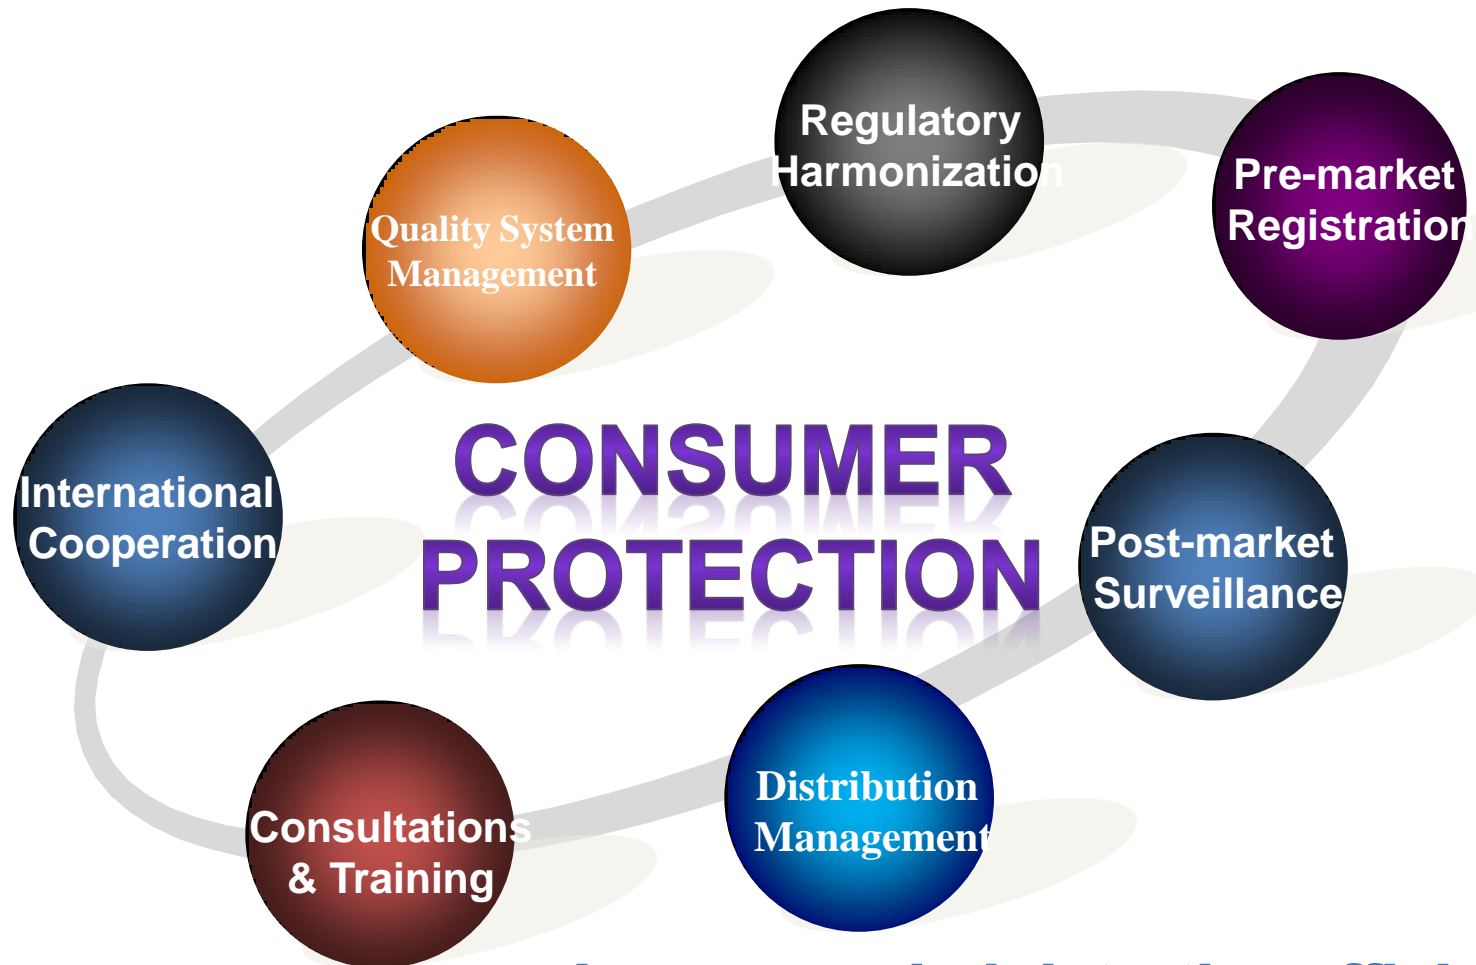 Regulatory
Harmonization
Pre-market
Registration
Quality System
Management
CONSUMER
PROTECTION
International
Cooperation
Post-market
Surveillance
Distribution
Management
Consultations
& Training